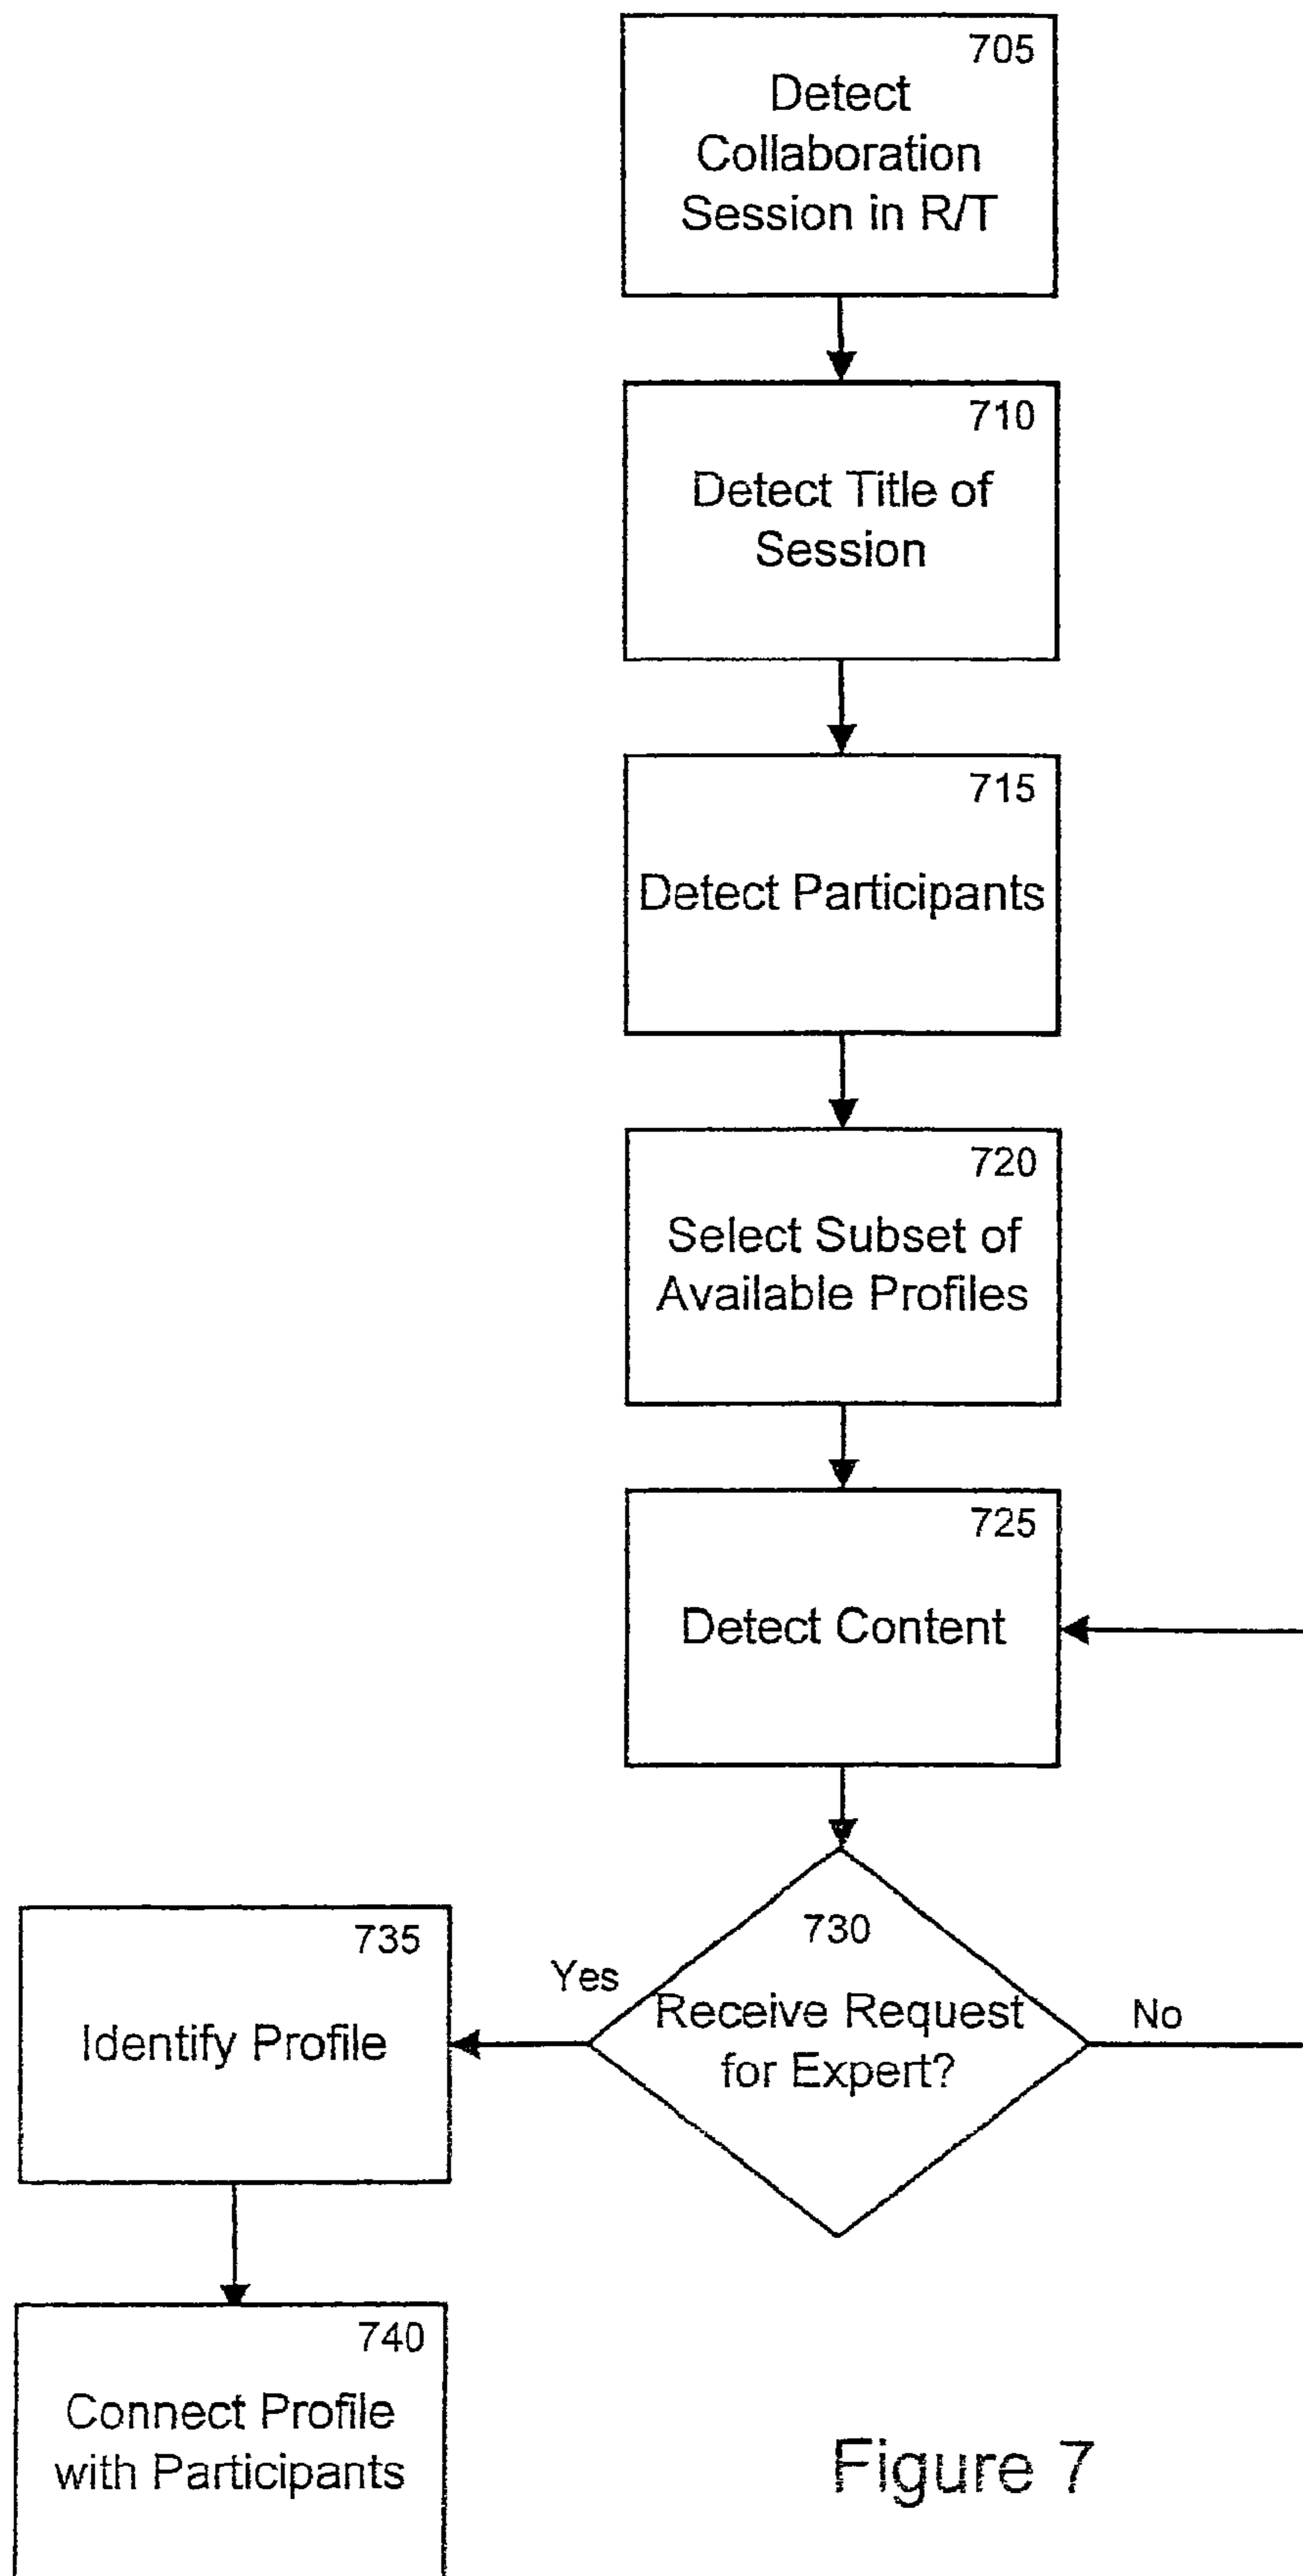 705
Detect
Collaboration
Session in R/T
710
Detect Title of
Session
715
Detect Participants
720
Select Subset of
Available Profiles
725
Detect Content
730
Receive Request
for Expert?
Yes
No
735
Identify Profile
740
Connect Profile
with Participants
Figure 7